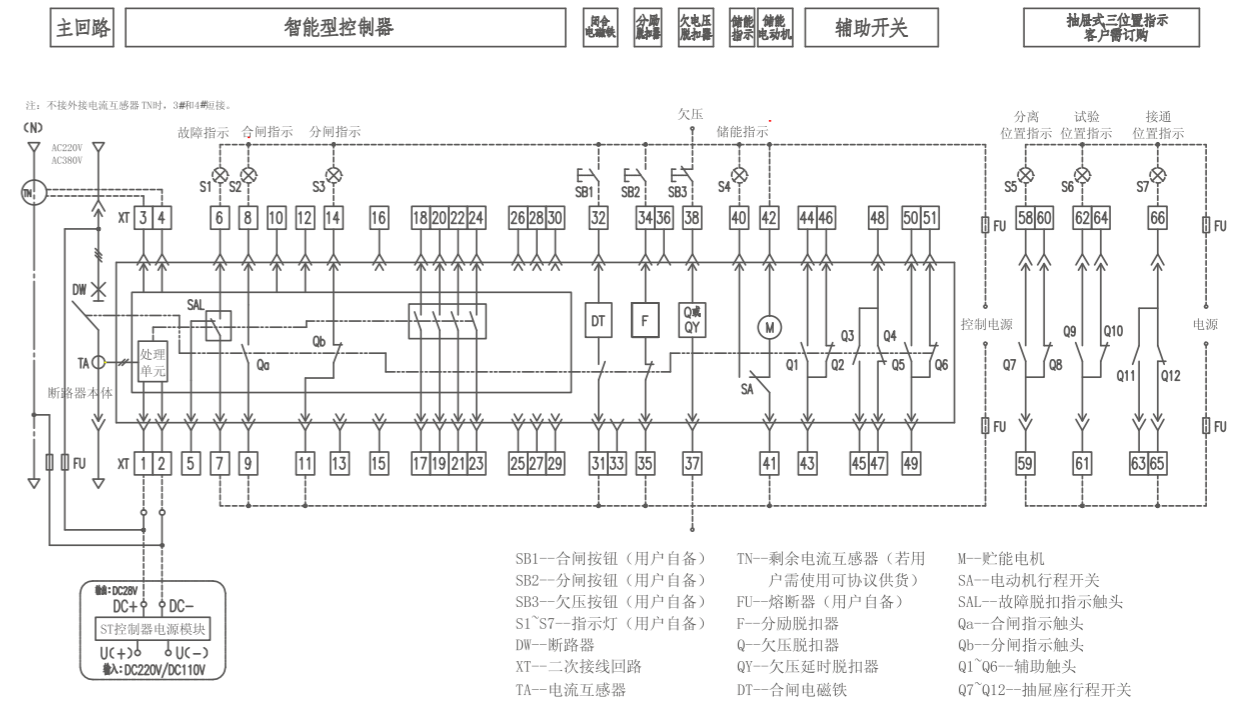 主回路 智能型控制器 闭合 分励 欠电压 储能 储能 辅助开关 抽屉式三位置指示
电磁铁 脱扣器 脱扣器 指示 电动机 客户需订购
注：不接外接电流互感器TN时，3#和4#短接。
(N)
AC220V
AC380V
故障指示 合闸指示 分闸指示 欠压 储能指示 分离 试验 接通
位置指示 位置指示 位置指示
S1 S2 S3 SB1 SB2 SB3 S4 S5 S6 S7
TN
XT 3 4 6 8 10 12 14 16 18 20 22 24 26 28 30 32 34 36 38 40 42 44 46 48 50 51 58 60 62 64 66
FU FU FU
DW SAL DT F Q或 M
QY
Qb Qa
处理
单元
TA
断路器本体
SA Q1 Q2 Q3 Q4 Q5 Q6
控制电源 电源
Q7 Q8 Q9 Q10 Q11 Q12
FU FU FU
XT 1 2 5 7 9 11 13 15 17 19 21 23 25 27 29 31 33 35 37 41 43 45 47 49 59 61 63 65
输出:DC28V
DC+ DC-
ST控制器电源模块
U(+) U(-)
输入:DC220V/DC110V
SB1--合闸按钮（用户自备）
SB2--分闸按钮（用户自备）
SB3--欠压按钮（用户自备）
S1~S7--指示灯（用户自备）
DW--断路器
XT--二次接线回路
TA--电流互感器
TN--剩余电流互感器（若用
户需使用可协议供货）
FU--熔断器（用户自备）
F--分励脱扣器
Q--欠压脱扣器
QY--欠压延时脱扣器
DT--合闸电磁铁
M--贮能电机
SA--电动机行程开关
SAL--故障脱扣指示触头
Qa--合闸指示触头
Qb--分闸指示触头
Q1~Q6--辅助触头
Q7~Q12--抽屉座行程开关